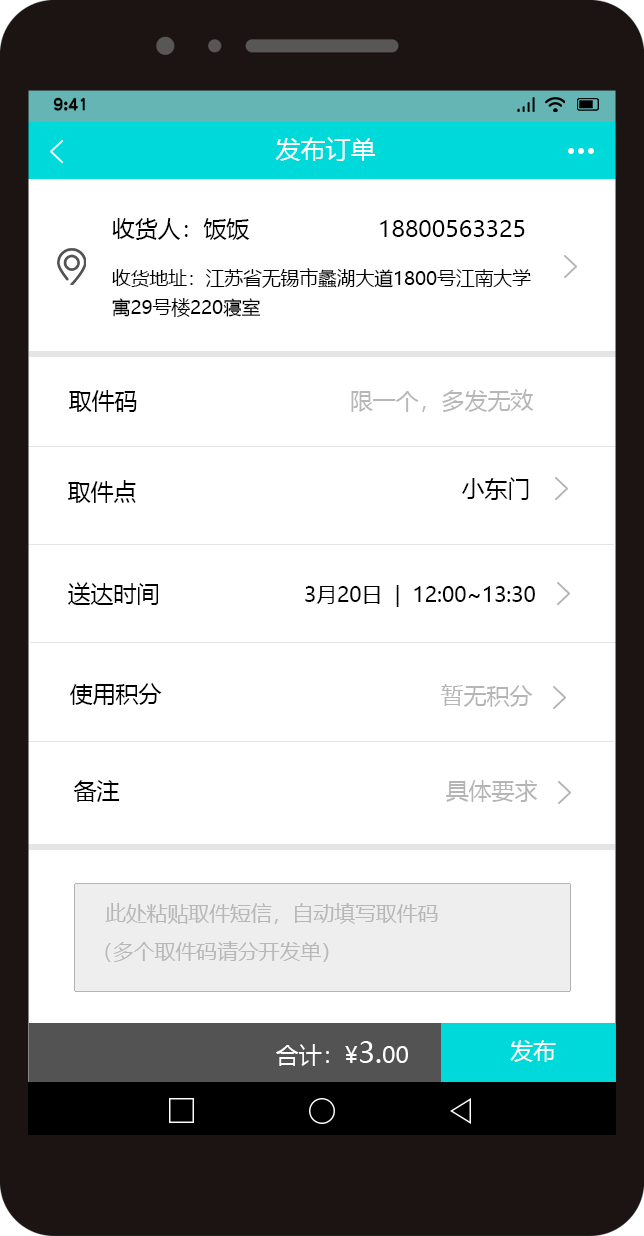 9:41
发布订单
收货人：饭饭 18800563325
收货地址：江苏省无锡市蠡湖大道1800号江南大学
寓29号楼220寝室
取件码 限一个，多发无效
取件点 小东门
送达时间 3月20日 | 12:00~13:30
使用积分 暂无积分
备注 具体要求
此处粘贴取件短信，自动填写取件码
（多个取件码请分开发单）
合计：¥3.00 发布